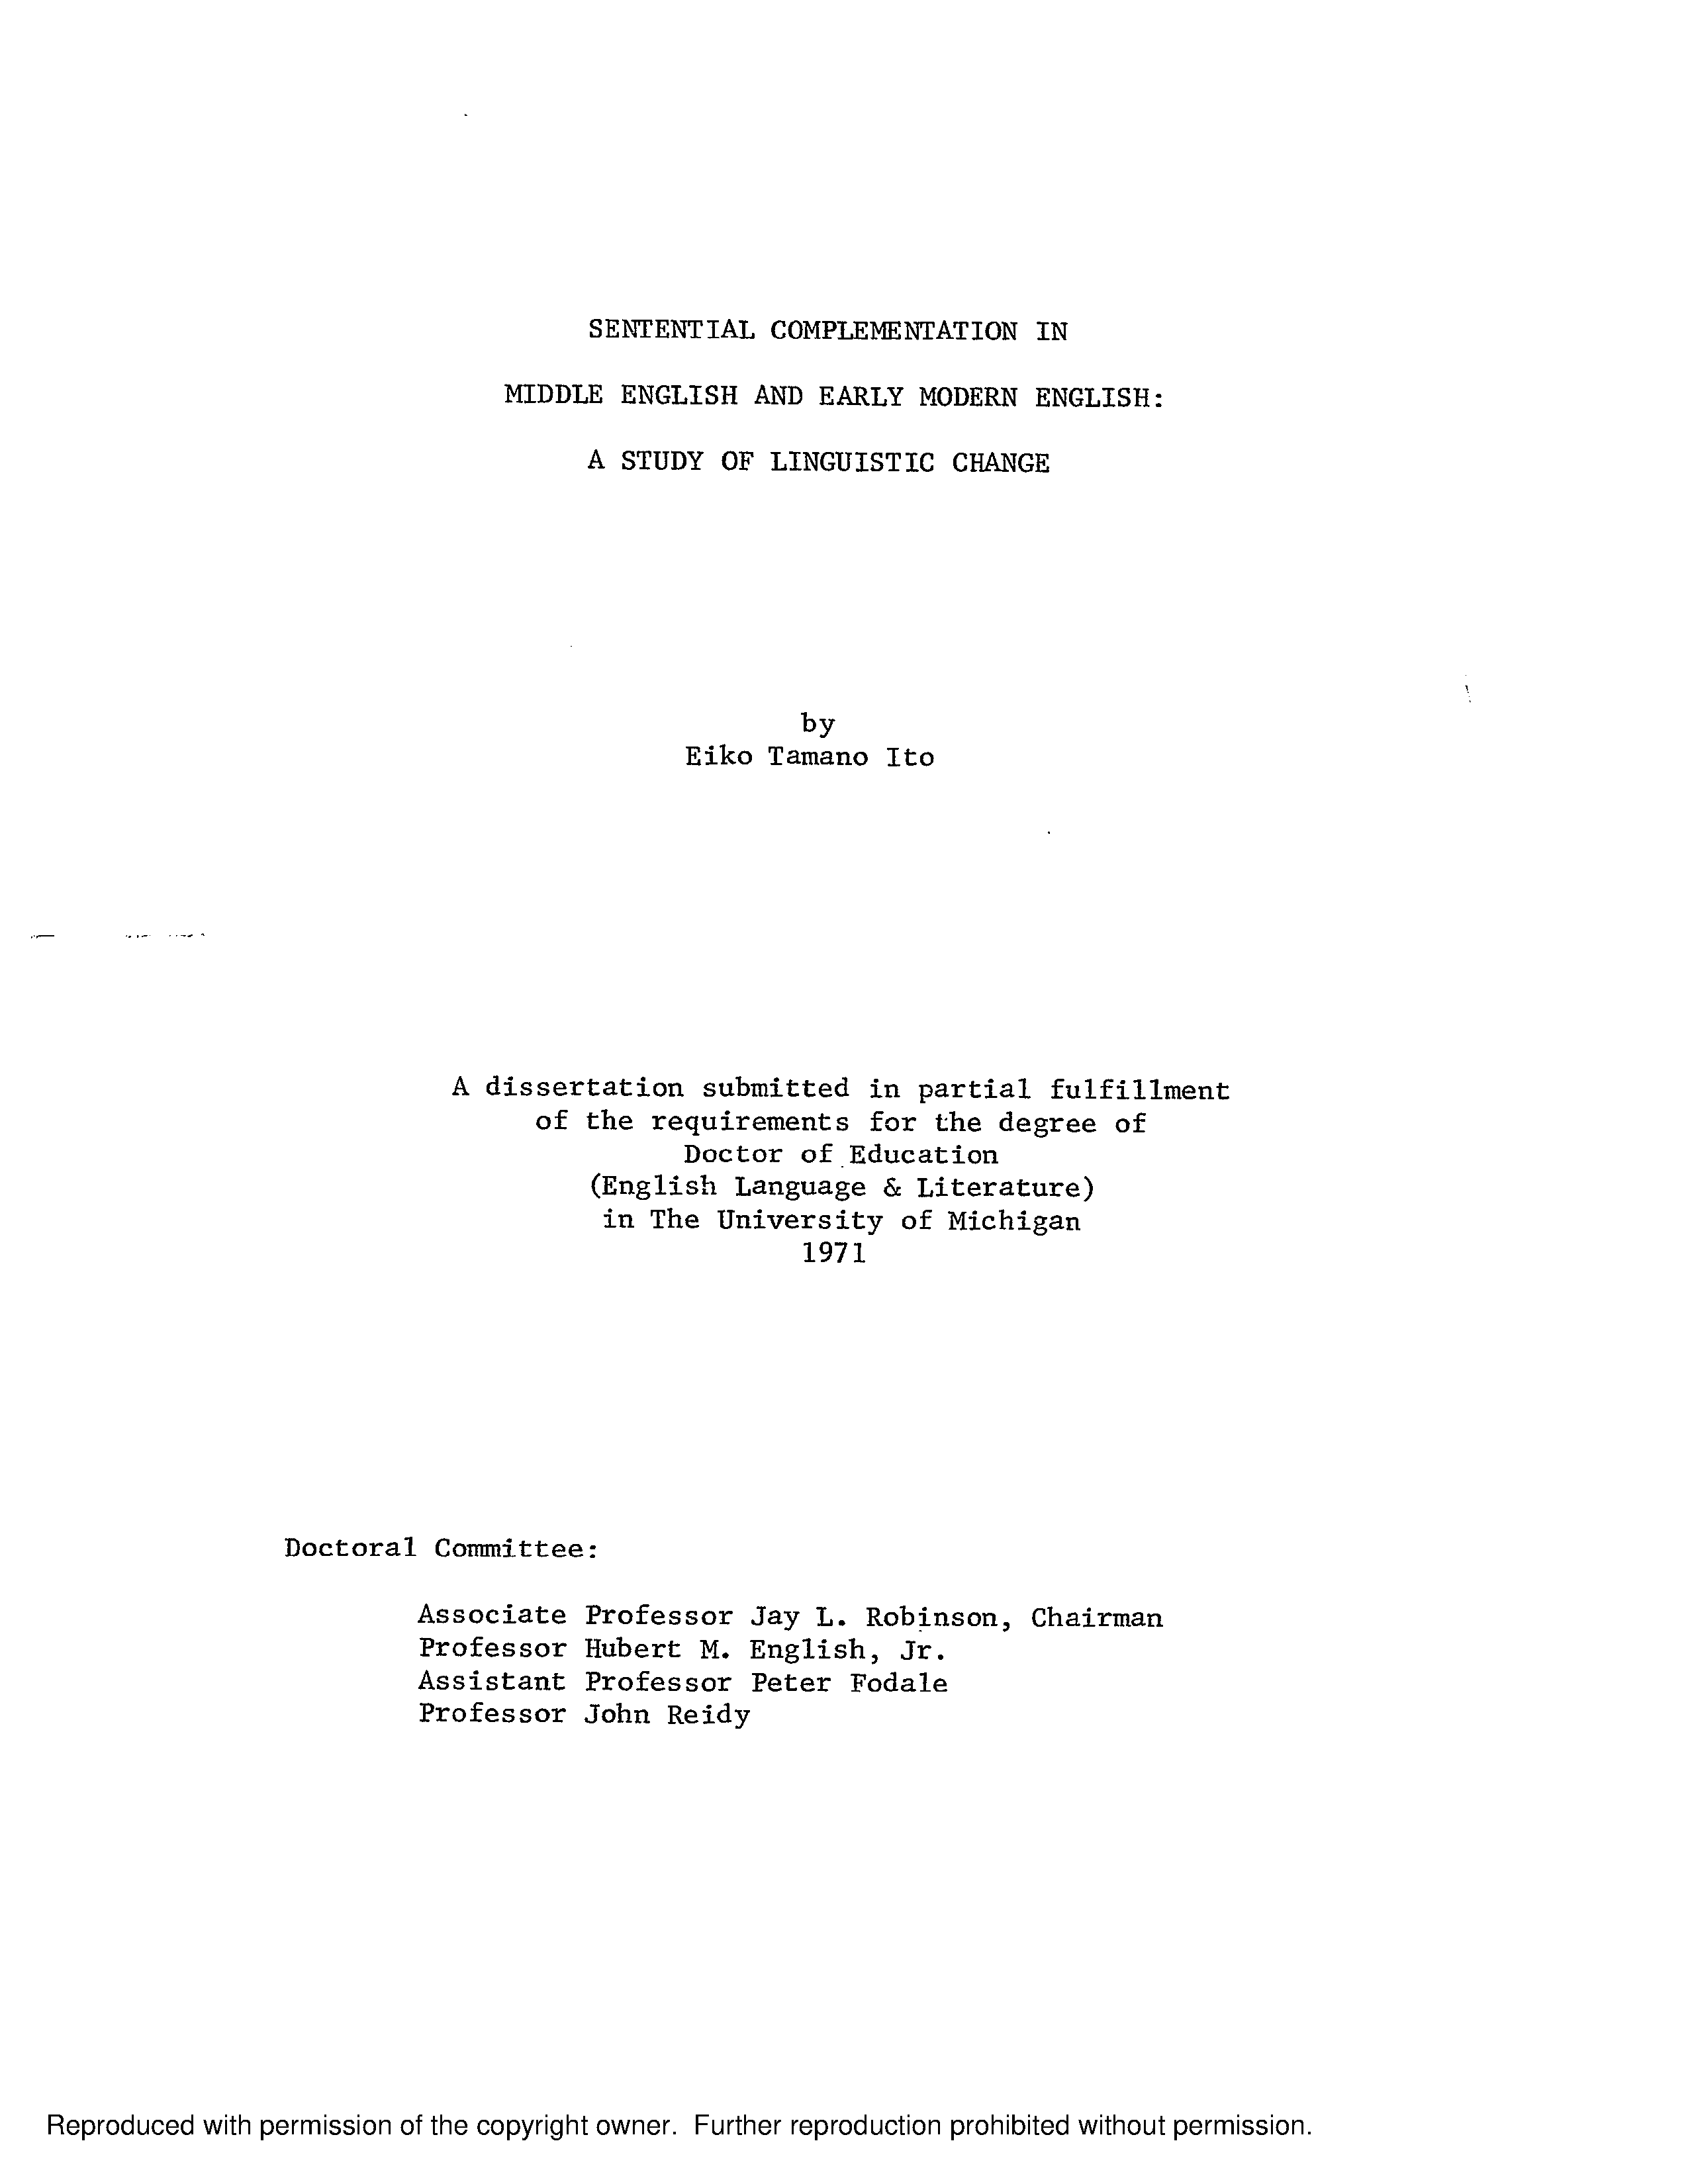 SENTENTIAL COMPLEMENTATION IN
MIDDLE ENGLISH AND EARLY MODERN ENGLISH:
A STUDY OF LINGUISTIC CHANGE
by
Eiko Tamano Ito
A dissertation submitted in partial fulfillment
of the requirements for the degree of
Doctor of Education
(English Language & Literature)
in The University of Michigan
1971
Doctoral Committee:
Associate Professor Jay L. Robinson, Chairman
Professor Hubert M. English, Jr.
Assistant Professor Peter Fodale
Professor John Reidy
Reproduced with permission of the copyright owner. Further reproduction prohibited without permission.